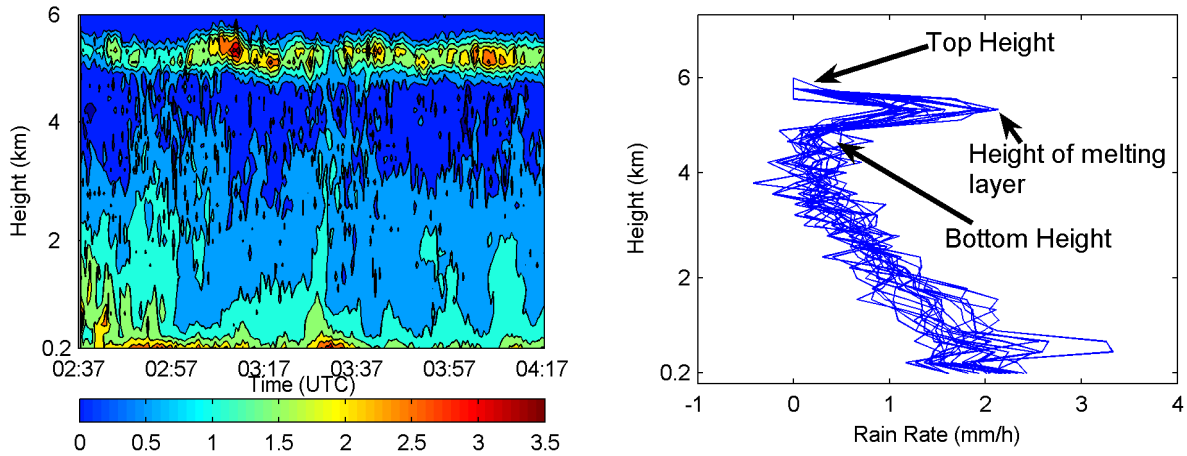 6
4
2
0.2
Height (km)
02:37 02:57 03:17 03:37 03:57 04:17
Time (UTC)
0 0.5 1 1.5 2 2.5 3 3.5
Top Height
Height of melting
layer
Bottom Height
6
4
2
0.2
Height (km)
-1 0 1 2 3 4
Rain Rate (mm/h)